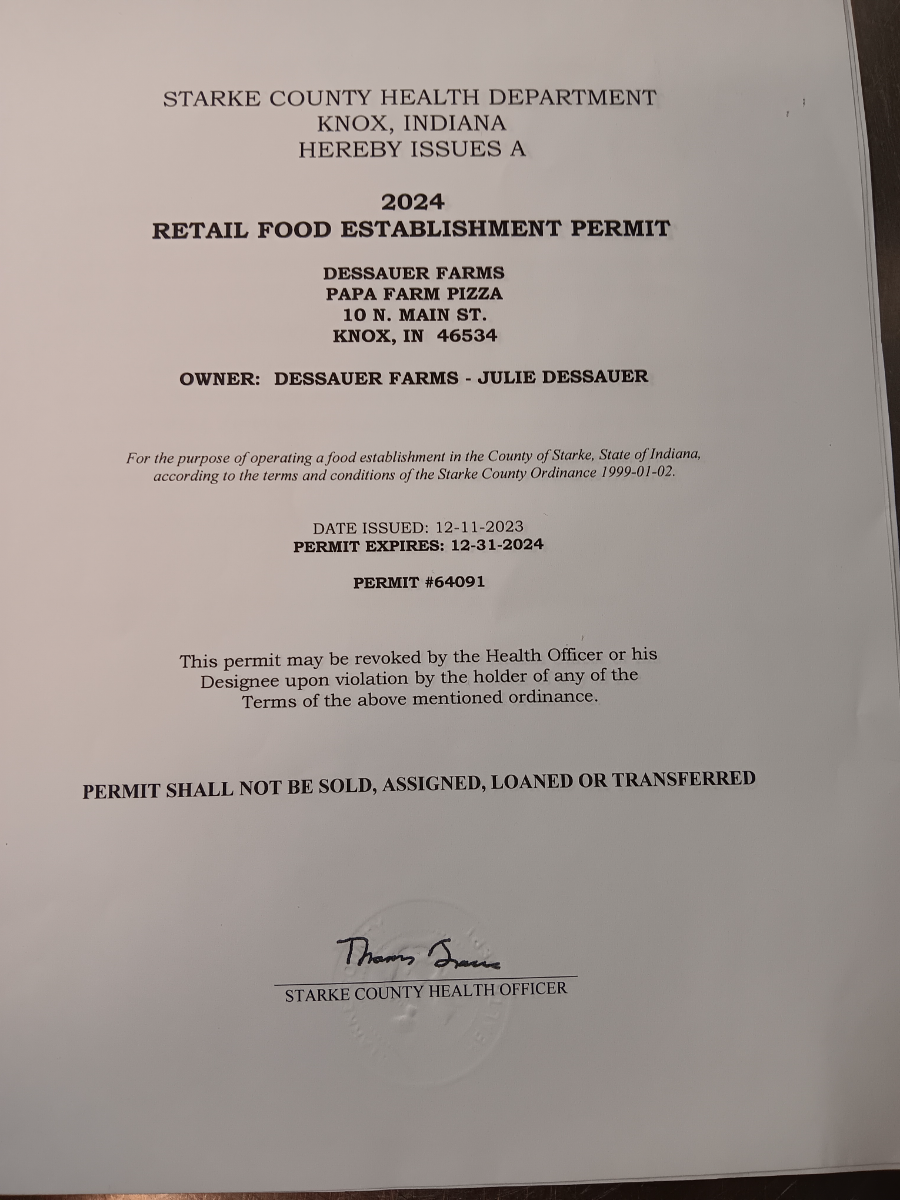 STARKE COUNTY HEALTH DEPARTMENT
KNOX, INDIANA
HEREBY ISSUES A
2024
RETAIL FOOD ESTABLISHMENT PERMIT
DESSAUER FARMS
PAPA FARM PIZZA
10 N. MAIN ST.
KNOX, IN 46534
OWNER: DESSAUER FARMS - JULIE DESSAUER
For the purpose of operating a food establishment in the County of Starke, State of Indiana,
according to the terms and conditions of the Starke County Ordinance 1999-01-02.
DATE ISSUED: 12-11-2023
PERMIT EXPIRES: 12-31-2024
PERMIT #64091
This permit may be revoked by the Health Officer or his
Designee upon violation by the holder of any of the
Terms of the above mentioned ordinance.
PERMIT SHALL NOT BE SOLD, ASSIGNED, LOANED OR TRANSFERRED
Thomas
STARKE COUNTY HEALTH OFFICER